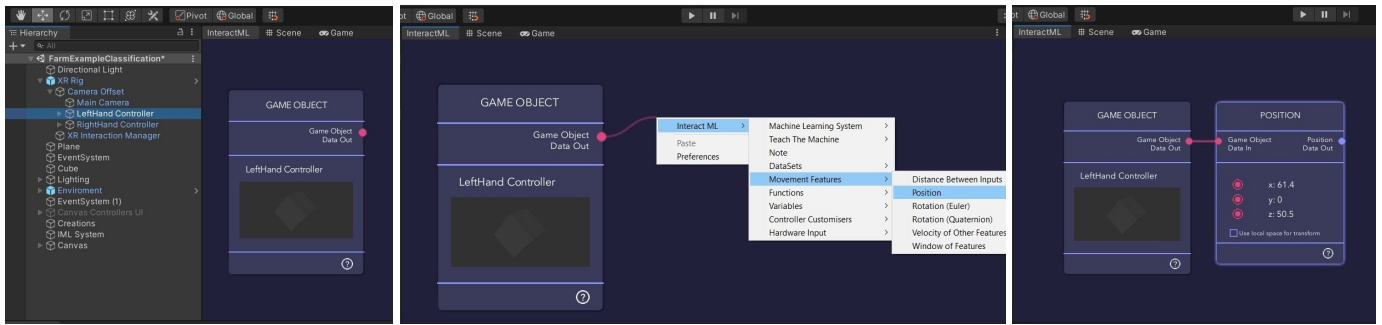 Pivot Global
Hierarchy
All
FarmExampleClassification*
Directional Light
XR Rig
Camera Offset
Main Camera
LeftHand Controller
RightHand Controller
XR Interaction Manager
Plane
EventSystem
Cube
Lighting
Enviroment
EventSystem (1)
Canvas Controllers UI
Creations
IML System
Canvas
InteractML Scene Game
GAME OBJECT
Game Object
Data Out
LeftHand Controller
ot Global
InteractML Scene Game
GAME OBJECT
Game Object
Data Out
LeftHand Controller
Interact ML
Paste
Preferences
Machine Learning System
Teach The Machine
Note
DataSets
Movement Features
Functions
Variables
Controller Customisers
Hardware Input
Distance Between Inputs
Position
Rotation (Euler)
Rotation (Quaternion)
Velocity of Other Features
Window of Features
ot Global
InteractML Scene Game
GAME OBJECT
Game Object
Data Out
LeftHand Controller
POSITION
Game Object Position
Data In Data Out
x: 61.4
y: 0
z: 50.5
Use local space for transform